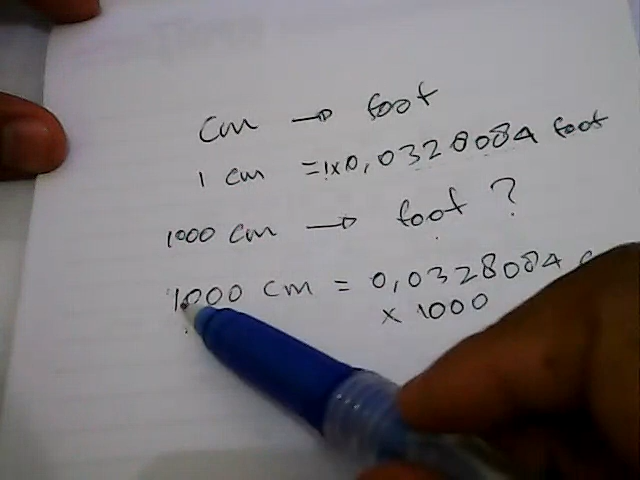 cm → foot
1 cm = 1x0,0328084 foot
1000 cm → foot ?
1000 cm = 0,0328084
x 1000